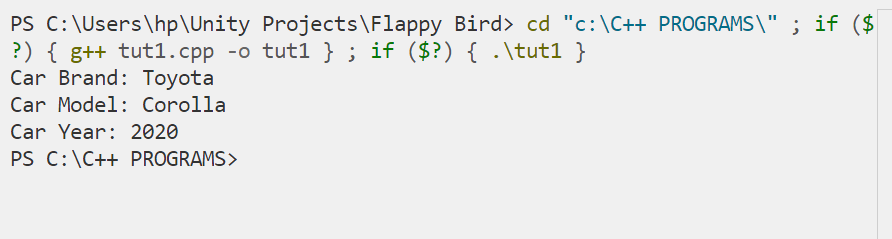 PS C:\Users\hp\Unity Projects\Flappy Bird> cd "c:\C++ PROGRAMS\" ; if ($
?) { g++ tut1.cpp -o tut1 } ; if ($?) { .\tut1 }
Car Brand: Toyota
Car Model: Corolla
Car Year: 2020
PS C:\C++ PROGRAMS>